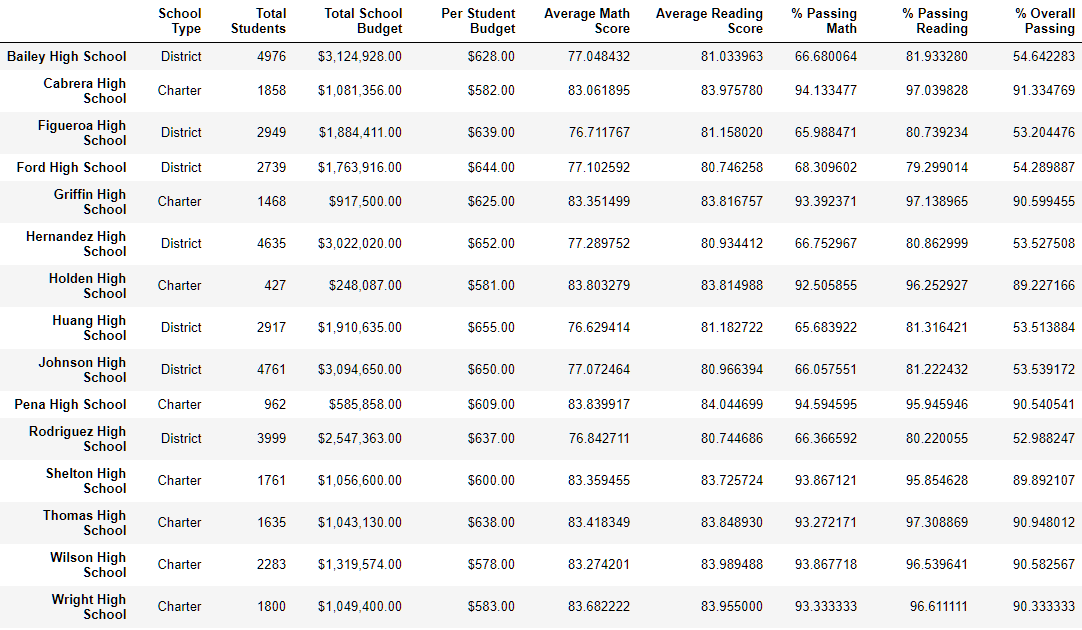 School Type Total Students Total School Budget Per Student Budget Average Math Score Average Reading Score % Passing Math % Passing Reading % Overall Passing
Bailey High School District 4976 $3,124,928.00 $628.00 77.048432 81.033963 66.680064 81.933280 54.642283
Cabrera High School Charter 1858 $1,081,356.00 $582.00 83.061895 83.975780 94.133477 97.039828 91.334769
Figueroa High School District 2949 $1,884,411.00 $639.00 76.711767 81.158020 65.988471 80.739234 53.204476
Ford High School District 2739 $1,763,916.00 $644.00 77.102592 80.746258 68.309602 79.299014 54.289887
Griffin High School Charter 1468 $917,500.00 $625.00 83.351499 83.816757 93.392371 97.138965 90.599455
Hernandez High School District 4635 $3,022,020.00 $652.00 77.289752 80.934412 66.752967 80.862999 53.527508
Holden High School Charter 427 $248,087.00 $581.00 83.803279 83.814988 92.505855 96.252927 89.227166
Huang High School District 2917 $1,910,635.00 $655.00 76.629414 81.182722 65.683922 81.316421 53.513884
Johnson High School District 4761 $3,094,650.00 $650.00 77.072464 80.966394 66.057551 81.222432 53.539172
Pena High School Charter 962 $585,858.00 $609.00 83.839917 84.044699 94.594595 95.945946 90.540541
Rodriguez High School District 3999 $2,547,363.00 $637.00 76.842711 80.744686 66.366592 80.220055 52.988247
Shelton High School Charter 1761 $1,056,600.00 $600.00 83.359455 83.725724 93.867121 95.854628 89.892107
Thomas High School Charter 1635 $1,043,130.00 $638.00 83.418349 83.848930 93.272171 97.308869 90.948012
Wilson High School Charter 2283 $1,319,574.00 $578.00 83.274201 83.989488 93.867718 96.539641 90.582567
Wright High School Charter 1800 $1,049,400.00 $583.00 83.682222 83.955000 93.333333 96.611111 90.333333